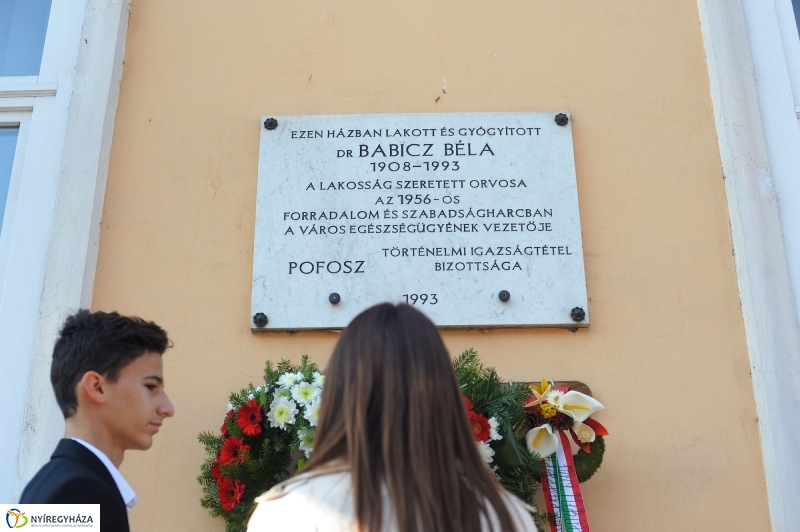 EZEN HÁZBAN LAKOTT ÉS GYÓGYÍTOTT
DR BABICZ BÉLA
1908-1993
A LAKOSSÁG SZERETETT ORVOSA
AZ 1956-OS
FORRADALOM ÉS SZABADSÁGHARCBAN
A VÁROS EGÉSZSÉGÜGYÉNEK VEZETŐJE
POFOSZ
TÖRTÉNELMI IGAZSÁGTÉTEL
BIZOTTSÁGA
1993
NYÍREGYHÁZA